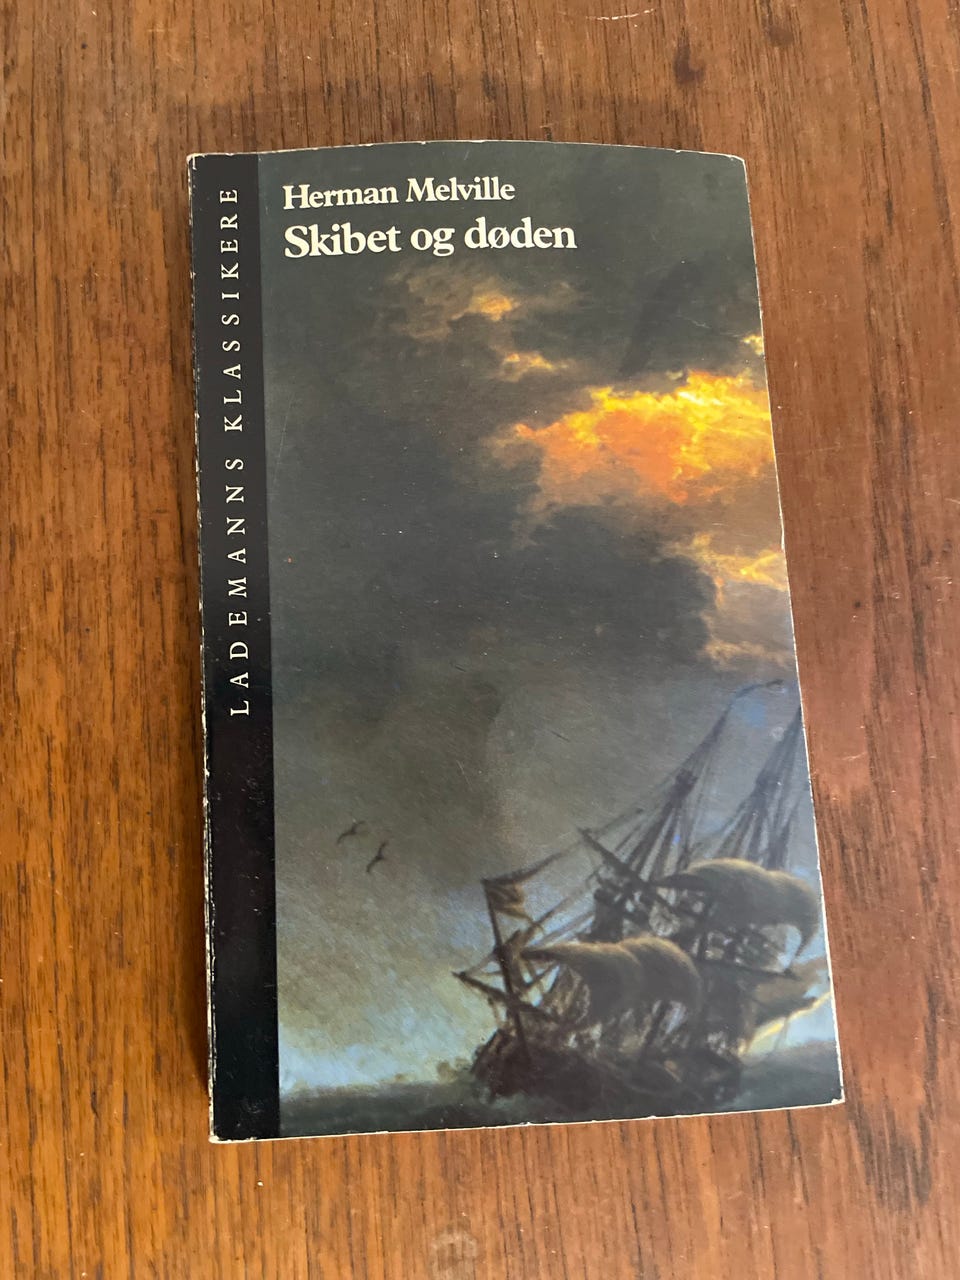 Herman Melville
Skibet og døden
LADEMANNS KLASSIKERE